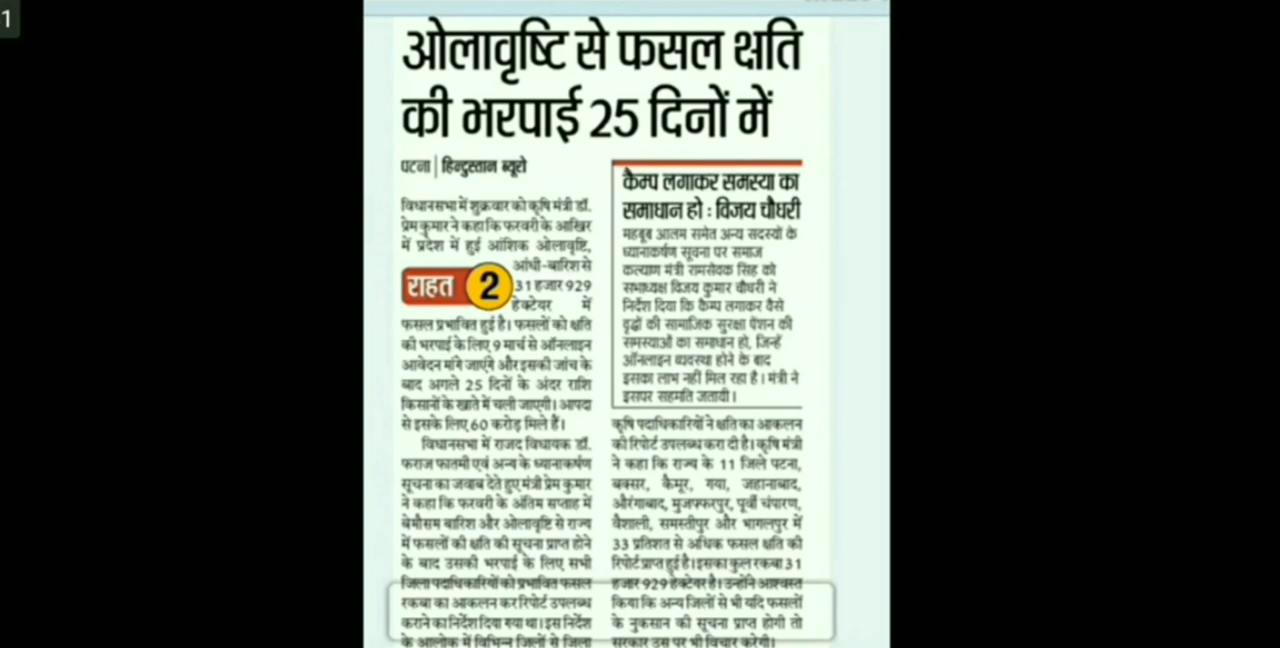 1
ओलावृष्टि से फसल क्षति
की भरपाई 25 दिनों में
पटना | हिन्दुस्तान ब्यूरो
विधानसभा में शुक्रवार को कृषि मंत्री डॉ.
प्रेम कुमार ने कहा कि फरवरी के आखिर
में प्रदेश में हुई आंशिक ओलावृष्टि,
आंधी-बारिश से
राहत 2
31 हजार 929
हेक्टेयर में
फसल प्रभावित हुई है। फसलों को क्षति
की भरपाई के लिए 9 मार्च से ऑनलाइन
आवेदन मांगे जाएंगे और इसकी जांच के
बाद अगले 25 दिनों के अंदर राशि
किसानों के खाते में चली जाएगी। आपदा
से इसके लिए 60 करोड़ मिले हैं।
विधानसभा में राजद विधायक डॉ.
फराज फातमी एवं अन्य के ध्यानाकर्षण
सूचना का जवाब देते हुए मंत्री प्रेम कुमार
ने कहा कि फरवरी के अंतिम सप्ताह में
बेमौसम बारिश और ओलावृष्टि से राज्य
में फसलों की क्षति की सूचना प्राप्त होने
के बाद उसकी भरपाई के लिए सभी
जिला पदाधिकारियों को प्रभावित फसल
रकबा का आकलन कर रिपोर्ट उपलब्ध
कराने का निर्देश दिया गया था। इस निर्देश
के आलोक में विभिन्न जिलों से जिला
कैम्प लगाकर समस्या का
समाधान हो : विजय चौधरी
महबूब आलम समेत अन्य सदस्यों के
ध्यानाकर्षण सूचना पर समाज
कल्याण मंत्री रामसेवक सिंह को
सभाध्यक्ष विजय कुमार चौधरी ने
निर्देश दिया कि कैम्प लगाकर वैसे
वृद्धों की सामाजिक सुरक्षा पेंशन की
समस्याओं का समाधान हो, जिन्हें
ऑनलाइन व्यवस्था होने के बाद
इसका लाभ नहीं मिल रहा है। मंत्री ने
इसपर सहमति जतायी।
कृषि पदाधिकारियों ने क्षति का आकलन
की रिपोर्ट उपलब्ध करा दी है। कृषि मंत्री
ने कहा कि राज्य के 11 जिले पटना,
बक्सर, कैमूर, गया, जहानाबाद,
औरंगाबाद, मुजफ्फरपुर, पूर्वी चंपारण,
वैशाली, समस्तीपुर और भागलपुर में
33 प्रतिशत से अधिक फसल क्षति की
रिपोर्ट प्राप्त हुई है। इसका कुल रकबा 31
हजार 929 हेक्टेयर है। उन्होंने आश्वस्त
किया कि अन्य जिलों से भी यदि फसलों
के नुकसान की सूचना प्राप्त होगी तो
सरकार उस पर भी विचार करेगी।